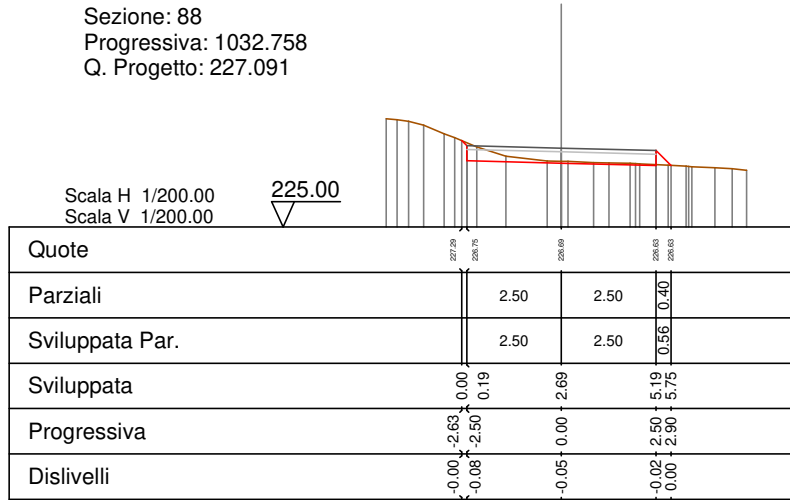 Sezione: 88
Progressiva: 1032.758
Q. Progetto: 227.091
Scala H 1/200.00
Scala V 1/200.00
225.00
Quote 227.29 226.75 226.69 226.63 226.63
Parziali 2.50 2.50 0.40
Sviluppata Par. 2.50 2.50 0.56
Sviluppata 0.00 0.19 2.69 5.19 5.75
Progressiva -2.63 -2.50 0.00 2.50 2.90
Dislivelli -0.00 -0.08 -0.05 -0.02 0.00